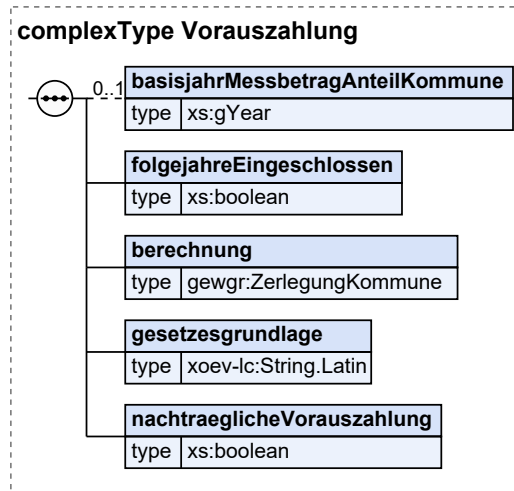 complexType Vorauszahlung
0..1
basisjahrMessbetragAnteilKommune
type xs:gYear
folgejahreEingeschlossen
type xs:boolean
berechnung
type gewgr:ZerlegungKommune
gesetzesgrundlage
type xoev-lc:String.Latin
nachtraeglicheVorauszahlung
type xs:boolean